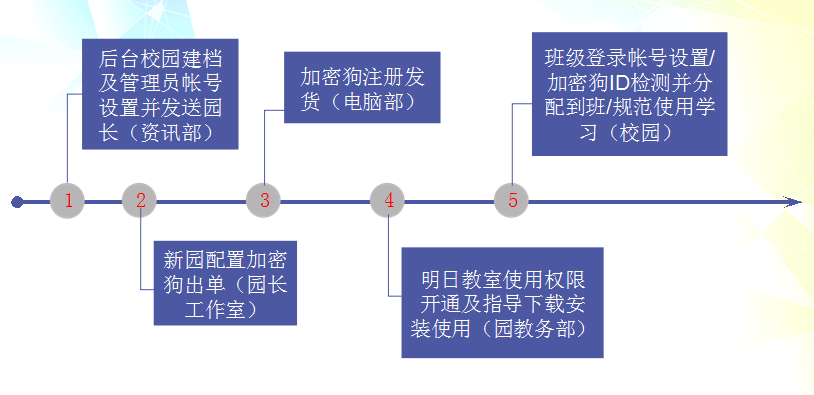 后台校园建档
及管理员帐号
设置并发送园
长（资讯部）
加密狗注册发
货（电脑部）
班级登录帐号设置/
加密狗ID检测并分
配到班/规范使用学
习（校园）
1
2
3
4
5
新园配置加密
狗出单（园长
工作室）
明日教室使用权限
开通及指导下载安
装使用（园教务部）